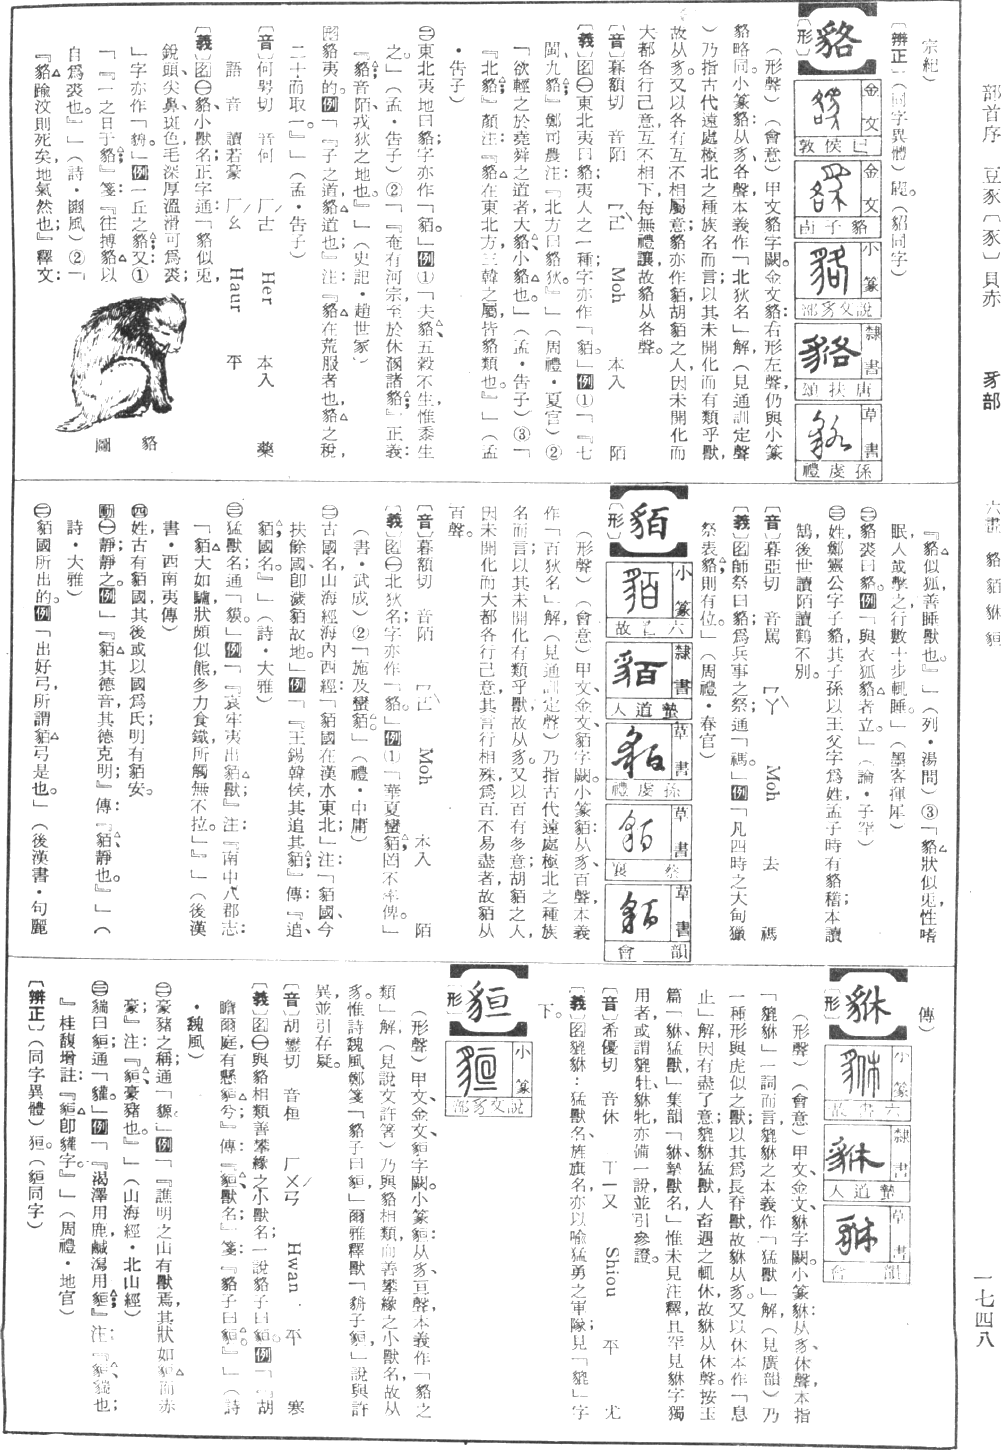 部首序　豆豕〔豕〕貝赤　　豸部　　六畫　貉貊貅貆　　一七四八
宗紀）
〔辨正〕（同字異體）
貉
〔形〕
金文
金文　貉子卣
小篆　說文豸部
隸書　唐扶頌
草書　孫虔禮
（形聲）（會意）甲文貉字闕。金文貉：右形左聲，仍與小篆
貉略同。小篆貉：从豸、各聲，本義作「北狄名」解（見通訓定聲
）乃指古代遠處極北之種族名而言；以其未開化而有類乎獸，
故从豸。又以各有互不相屬意，貉亦作貊，胡貊之人，因未開化而
大都各行己意互不相下，每無禮讓，故貉从各聲。
〔音〕暮額切　音陌　ㄇㄛˋ　Moh　本入　陌
〔義〕图㊀東北夷曰貉；夷人之一種；字亦作「貊」。例①「『七
閩、九貉』鄭司農注：『北方曰貉狄』」（周禮・夏官）②
「欲輕之於堯舜之道者，大貉、小貉也。」（孟・告子）③「
『北貉』顏注：『貉在東北方，三韓之屬皆貉類也。』」（孟
・告子）
㊁東北夷地曰貉；字亦作「貊」。例①「夫貉、五穀不生，惟黍生
之。」（孟・告子）②「『奄有河宗，至於休溷諸貉』正義：
『貉音陌，戎狄之地也。』」（史記・趙世家）
貉夷的。例「『子之道，貉道也』注：『貉在荒服者也，貉之稅，
二十而取一。』」（孟・告子）
〔音〕何咢切　音何　ㄏㄜˊ　Her　本入　藥
語音　讀若豪　ㄏㄠˊ　Haur　平
〔義〕图㊀貉、小獸名；正字通：「貉似兎，
銳頭、尖鼻、斑色，毛深厚溫滑可爲裘；
」字亦作「貈」。例一丘之貉。又①
「『一之日于貉』箋：『往搏貉以
自爲裘也。』」（詩・豳風）②「
『貉踰汶則死矣，地氣然也』釋文：
貉圖
『貉似狐，善睡獸也。』」（列・湯問）③「貉狀似兎，性嗜
眠，人或擊之，行數十步輒睡。」（墨客揮犀）
㊁貉裘曰貉。例「與衣狐貉者立。」（論・子罕）
㊂姓，鄭襄公字子貉，其子孫以王父字爲姓，孟子時有貉稽；本讀
鵠，後世讀陌讀鶴不別。
〔音〕暮亞切　音罵　ㄇㄚˋ　Moh　去　禡
〔義〕图師祭曰貉，爲兵事之祭；通「禡」。例「凡四時之大甸獵
祭表貉，則有位。」（周禮・春官）
貊
〔形〕
小篆　六書故
隸書　蟄道人
草書　孫虔禮
草書　蔡襄
草書　韻會
（形聲）（會意）甲文、金文貊字闕。小篆貊：从豸、百聲，本義
作「百狄名」解（見通訓定聲）乃指古代遠處極北之種族
名而言；以其未開化有類乎獸，故从豸。又以百有多意；胡貊之人，
因未開化而大都各行己意，其言行相殊，爲百不易盡者，故貊从
百聲。
〔音〕暮額切　音陌　ㄇㄛˋ　Moh　本入　陌
〔義〕图㊀北狄名；字亦作「貉」。例①「華夏蠻貊，罔不率俾。」
（書・武成）②「施及蠻貊。」（禮・中庸）
㊁古國名，山海經海內西經：「貊國在漢水東北；」注：「貊國、今
扶餘國，卽濊貊故地。」例「『王錫韓侯，其追其貊』傳：『追、
貊，國名。』」（詩・大雅）
㊂猛獸名；通「貘」。例「『哀牢夷出貊獸』注：『南中八郡志：
「貊大如驢，狀頗似熊，多力食鐵，所觸無不拉。」』」（後漢
書・西南夷傳）
㊃姓，古有貊國，其後或以國爲氏，明有貊安。
動㊀靜；靜之。例「『貊其德音，其德克明』傳：『貊、靜也。』」（
詩・大雅）
㊁貊國所出的。例「出好弓，所謂貊弓是也。」（後漢書・句麗
傳）
貅
〔形〕
小篆　六書故
隸書　蟄道人
草書　韻會
（形聲）（會意）甲文、金文、貅字闕。小篆貅：从豸、休聲，本指
「貔貅」一詞而言，貔貅之本義作「猛獸」解（見廣韻）乃
一種形與虎似之獸；以其爲長脊獸，故貅从豸。又以休本作「息
止」解，因有盡了意；貔貅猛獸，人畜遇之輒休，故貅从休聲。按玉
篇「貅，猛獸；」集韻「貅，摯獸名，」惟未見注釋，且罕見貅字獨
用者，或謂貔牡貅牝，亦備一說，並引參證。
〔音〕希優切　音休　ㄒㄧㄡ　Shiou　平　尤
〔義〕图貔貅：猛獸名，旌旗名，亦以喩猛勇之軍隊，見「貔」字
下。
貆
〔形〕
小篆　說文豸部
（形聲）甲文、金文、貆字闕。小篆貆：从豸、亘聲，本義作「貉之
類」解（見說文許箸）乃與貉相類，而善攀緣之小獸名，故从
豸。惟詩魏風鄭箋「貉子曰貆，」爾雅釋獸「貈子貆，」說與許
異，並引存疑。
〔音〕胡鸞切　音桓　ㄏㄨㄢˊ　Hwan　平　寒
〔義〕图㊀與貉相類，善攀緣之小獸名；一說貉子曰貆。例「『胡
瞻爾庭有懸貆兮』傳：『貆，獸名』箋：『貉子曰貆。』」（詩
・魏風）
㊁豪豬之稱；通「豲」。例「『譙明之山有獸焉，其狀如貆而赤
豪』注：『貆、豪豬也。』」（山海經・北山經）
㊂貒曰貆；通「貛」。例「『渴澤用鹿，鹹瀉用貆』注：『貆、貒也；
』桂馥增註：『貆卽貛字。』」（周禮・地官）
〔辨正〕（同字異體）狟。（貆同字）